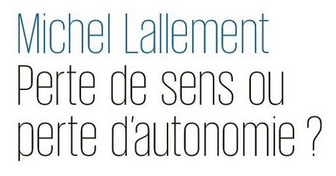 Michel Lallement
Perte de sens ou
perte d'autonomie ?